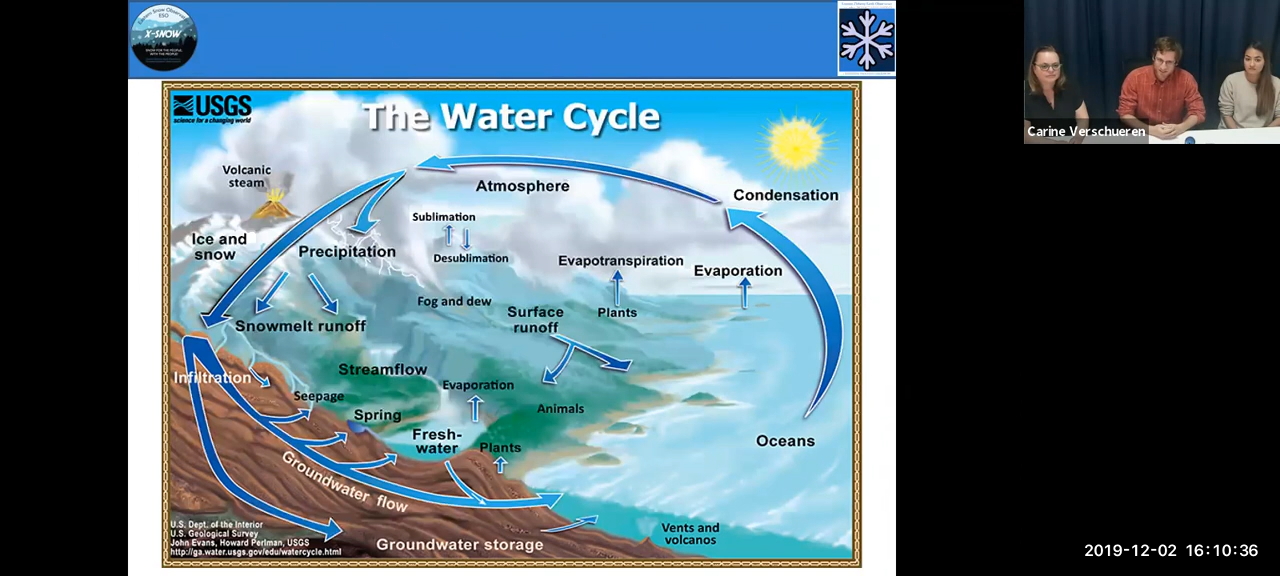 X-SNOW
USGS
science for a changing world
The Water Cycle
Volcanic
steam
Atmosphere
Condensation
Sublimation
Ice and
snow
Precipitation
Desublimation
Evapotranspiration
Evaporation
Fog and dew
Surface
runoff
Plants
Snowmelt runoff
Streamflow
Infiltration
Evaporation
Seepage
Animals
Spring
Fresh-
water
Plants
Oceans
Groundwater flow
U.S. Dept. of the Interior
U.S. Geological Survey
John Evans, Howard Perlman, USGS
http://ga.water.usgs.gov/edu/watercycle.html
Groundwater storage
Vents and
volcanos
Carine Verschueren
2019-12-02 16:10:36